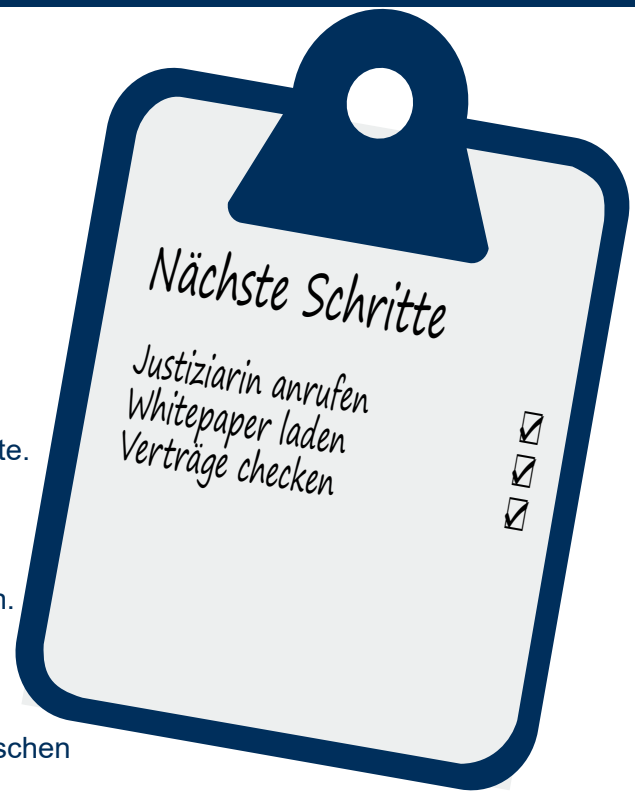 Nächste Schritte
Justiziarin anrufen
Whitepaper laden
Verträge checken
☑
☑
☑
te.
n.
schen